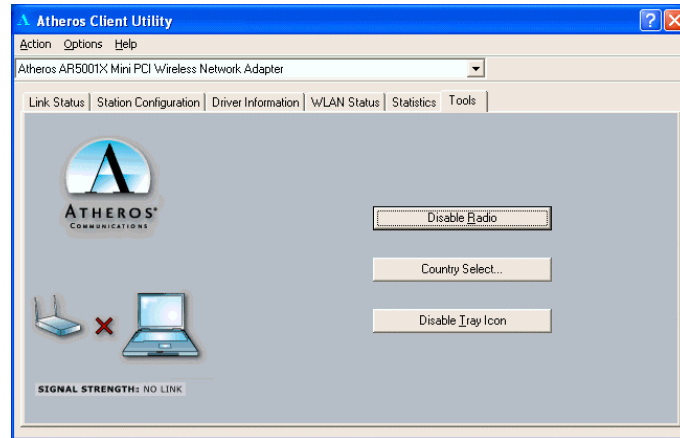 Atheros Client Utility
Action Options Help
Atheros AR5001X Mini PCI Wireless Network Adapter
Link Status Station Configuration Driver Information WLAN Status Statistics Tools
ATHEROS
COMMUNICATIONS
Disable Radio
Country Select...
Disable Tray Icon
SIGNAL STRENGTH: NO LINK